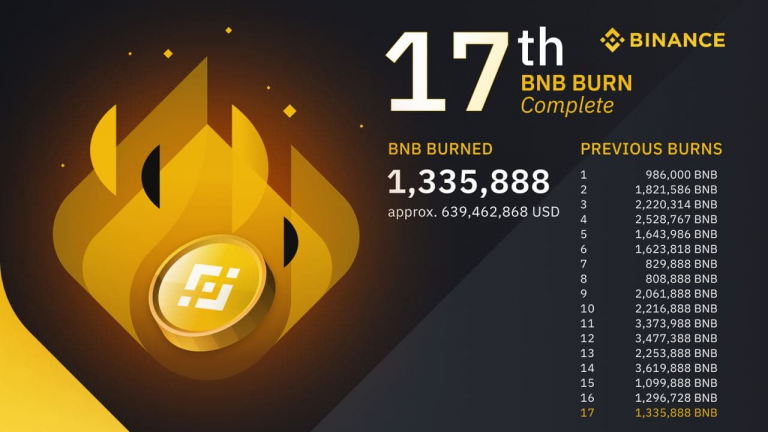 17th
BINANCE
BNB BURN
Complete
BNB BURNED
1,335,888
approx. 639,462,868 USD
PREVIOUS BURNS
1 986,000 BNB
2 1,821,586 BNB
3 2,220,314 BNB
4 2,528,767 BNB
5 1,643,986 BNB
6 1,623,818 BNB
7 829,888 BNB
8 808,888 BNB
9 2,061,888 BNB
10 2,216,888 BNB
11 3,373,988 BNB
12 3,477,388 BNB
13 2,253,888 BNB
14 3,619,888 BNB
15 1,099,888 BNB
16 1,296,728 BNB
17 1,335,888 BNB